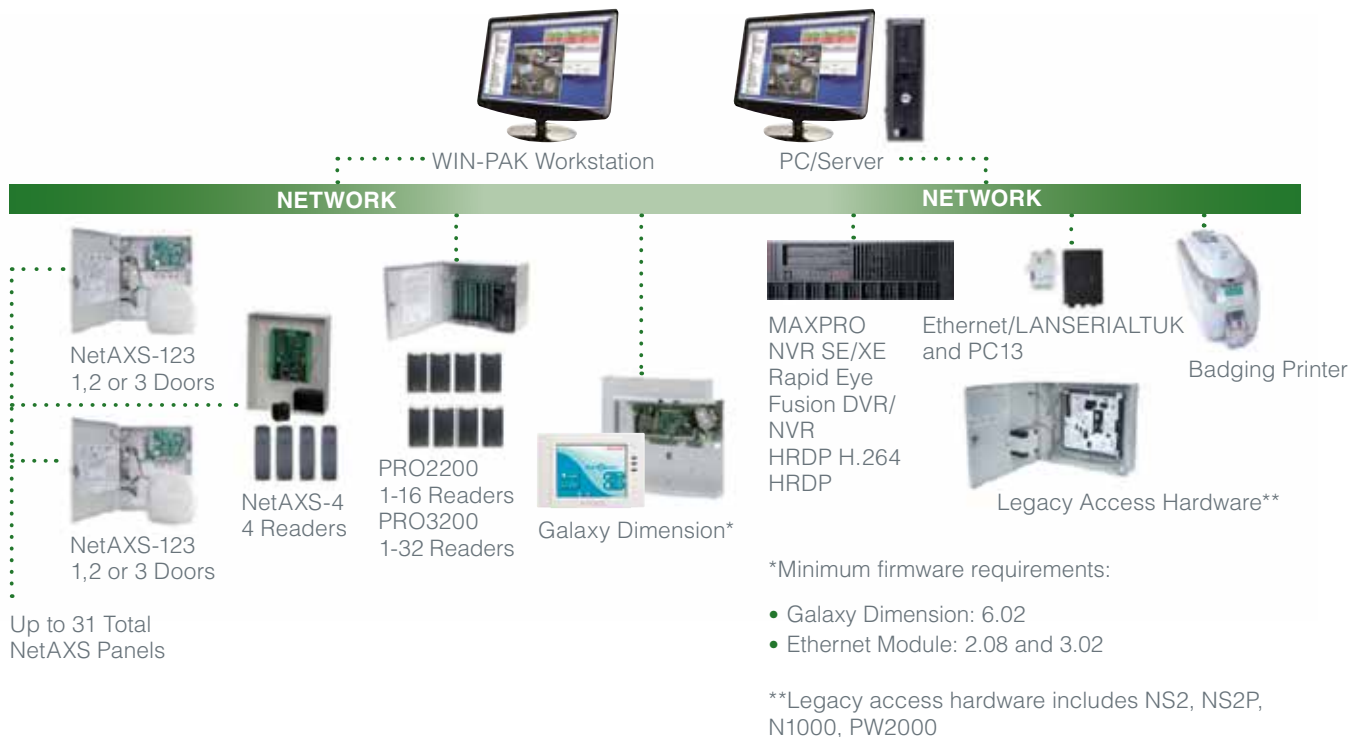 WIN-PAK Workstation
PC/Server
NETWORK
NETWORK
NetAXS-123
1,2 or 3 Doors
NetAXS-123
1,2 or 3 Doors
Up to 31 Total
NetAXS Panels
NetAXS-4
4 Readers
PRO2200
1-16 Readers
PRO3200
1-32 Readers
Galaxy Dimension*
MAXPRO
NVR SE/XE
Rapid Eye
Fusion DVR/
NVR
HRDP H.264
HRDP
Ethernet/LANSERIALTUK
and PC13
Badging Printer
Legacy Access Hardware**
*Minimum firmware requirements:
• Galaxy Dimension: 6.02
• Ethernet Module: 2.08 and 3.02
**Legacy access hardware includes NS2, NS2P,
N1000, PW2000